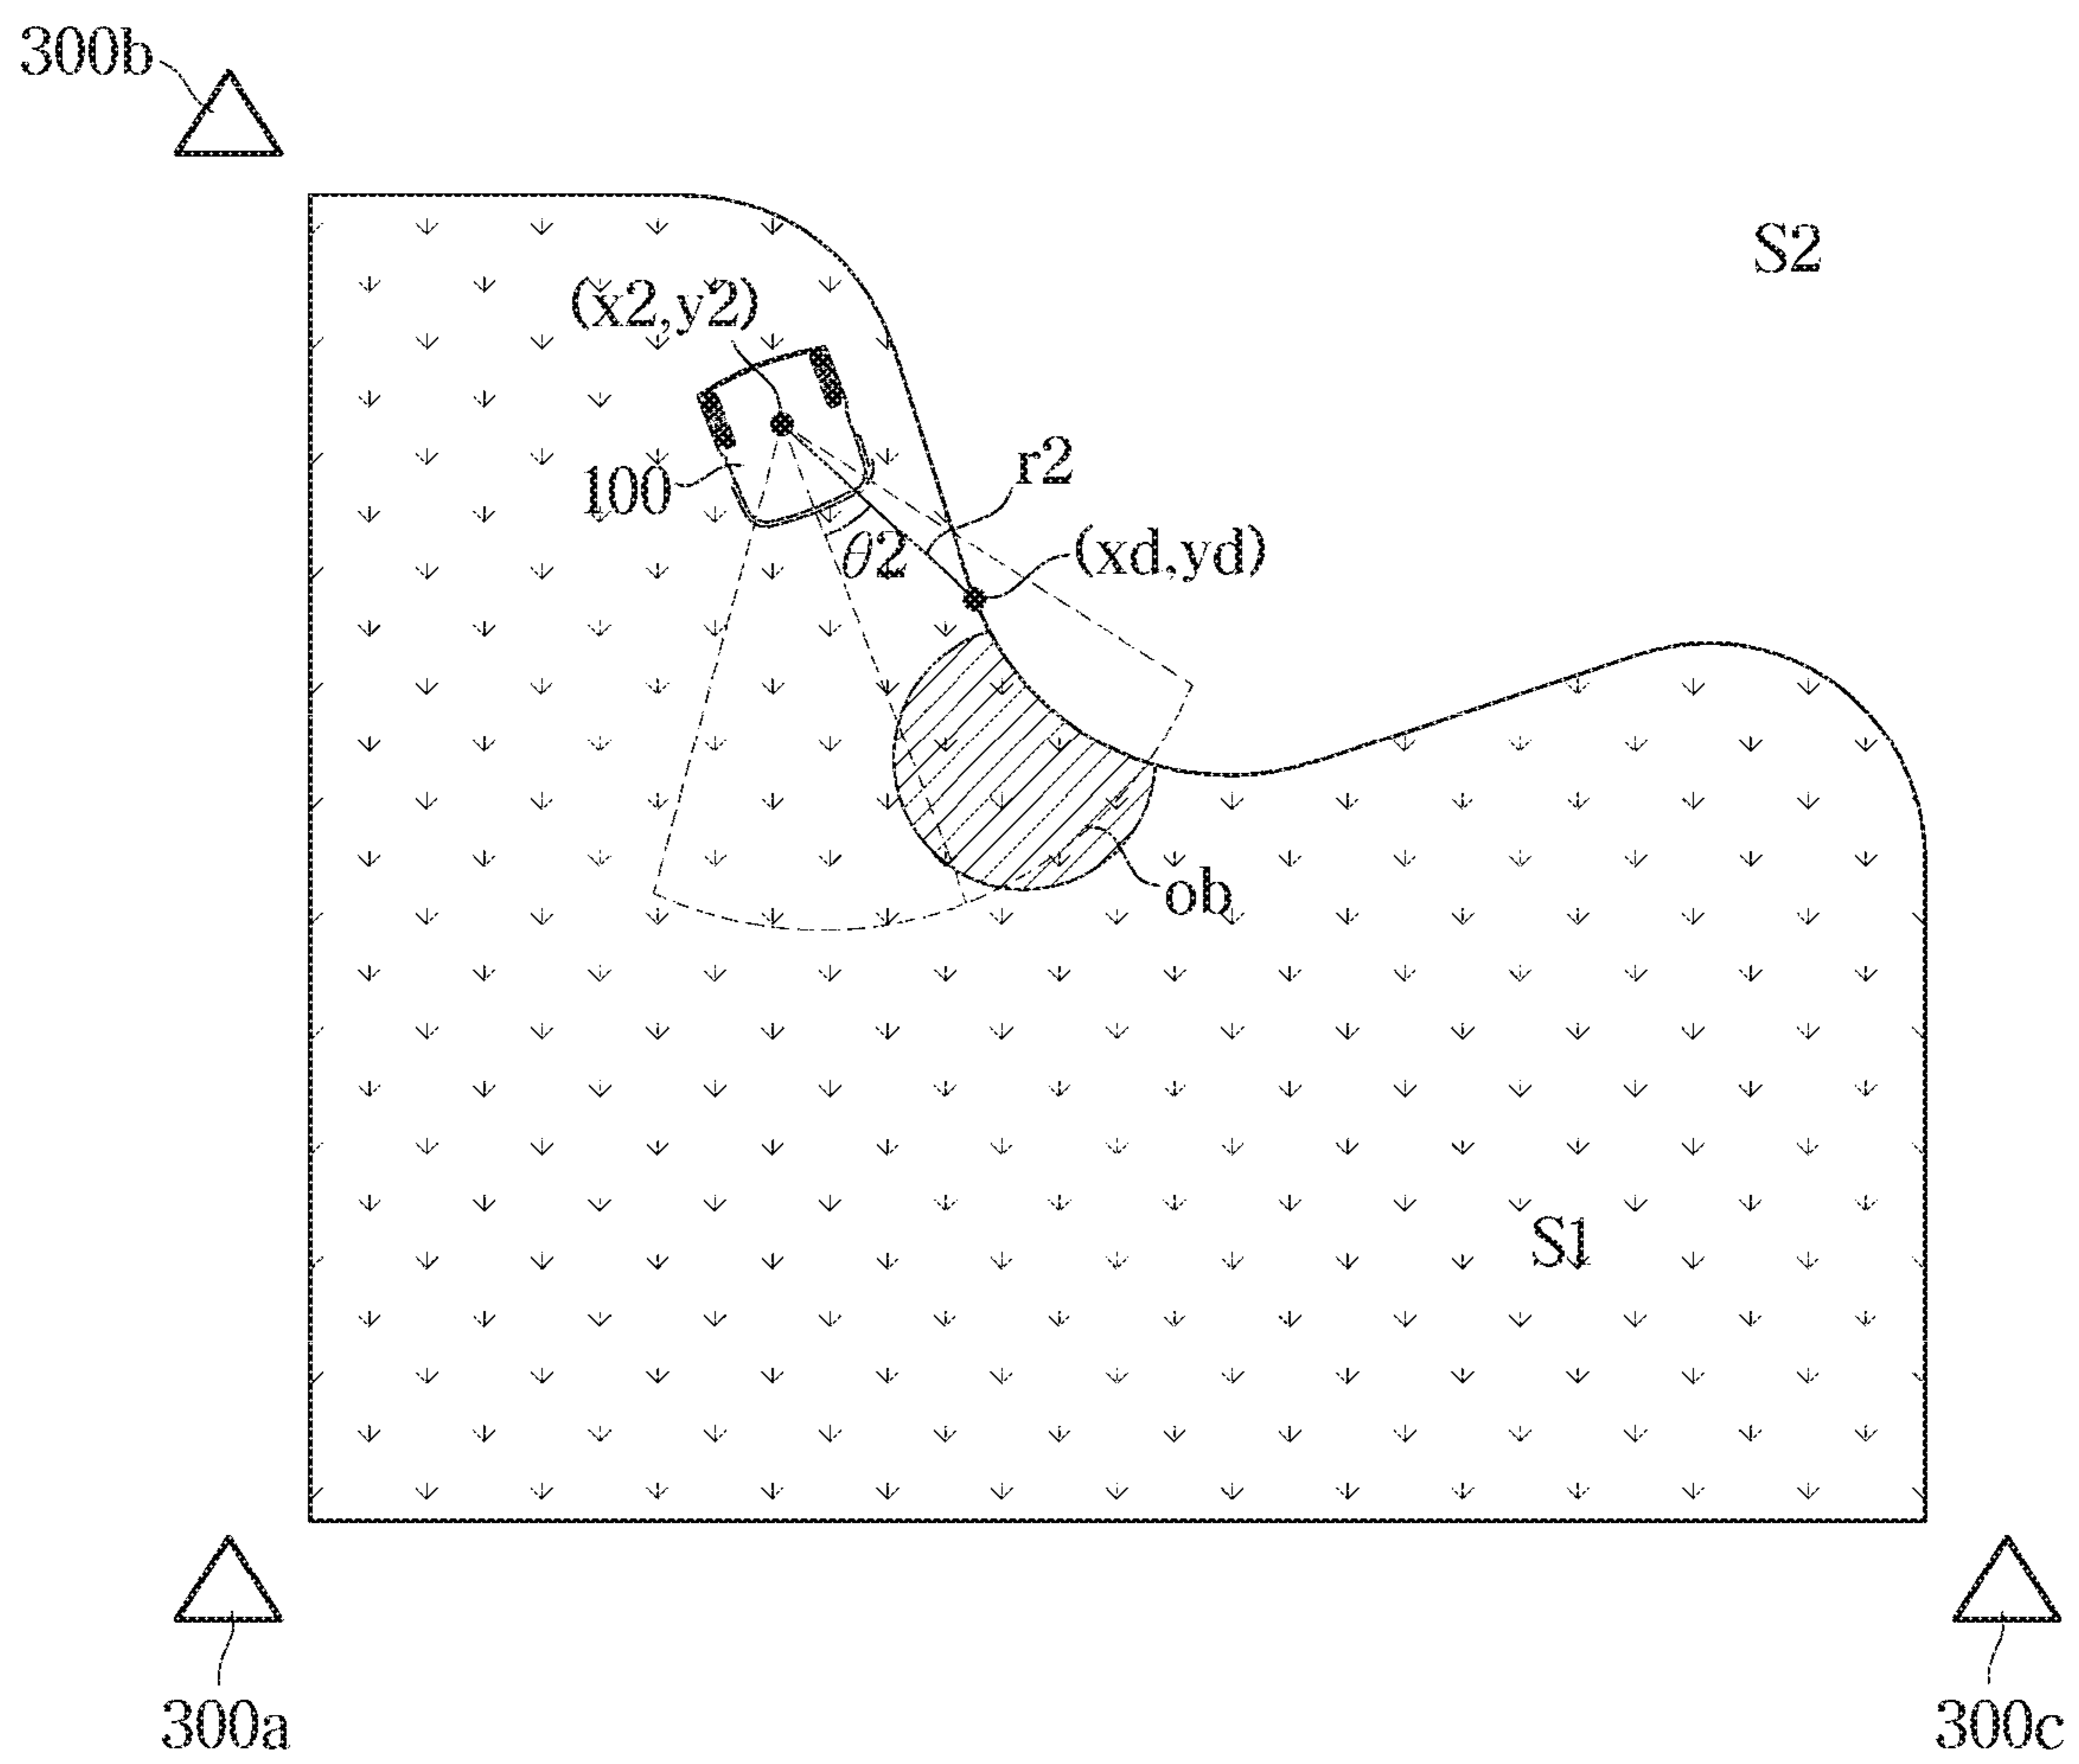 300b
S2
(x2,y2)
r2
100
(xd,yd)
θ2
ob
S1
300a
300c